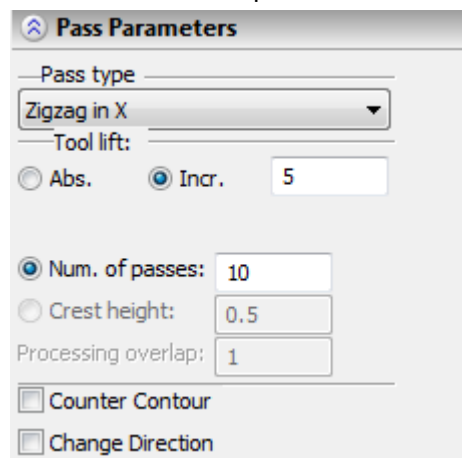 Pass Parameters
Pass type
Zigzag in X
Tool lift:
Abs. Incr. 5
Num. of passes: 10
Crest height: 0.5
Processing overlap: 1
Counter Contour
Change Direction